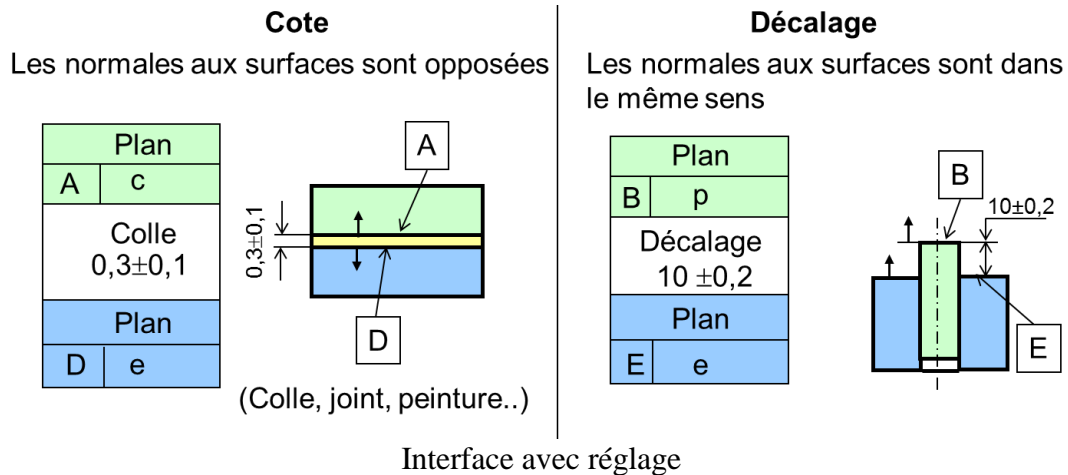 Cote
Les normales aux surfaces sont opposées
Plan
A c
Colle
0,3±0,1
Plan
D e
0,3±0,1
A
D
(Colle, joint, peinture..)
Décalage
Les normales aux surfaces sont dans
le même sens
Plan
B p
Décalage
10 ±0,2
Plan
E e
B
10±0,2
E
Interface avec réglage